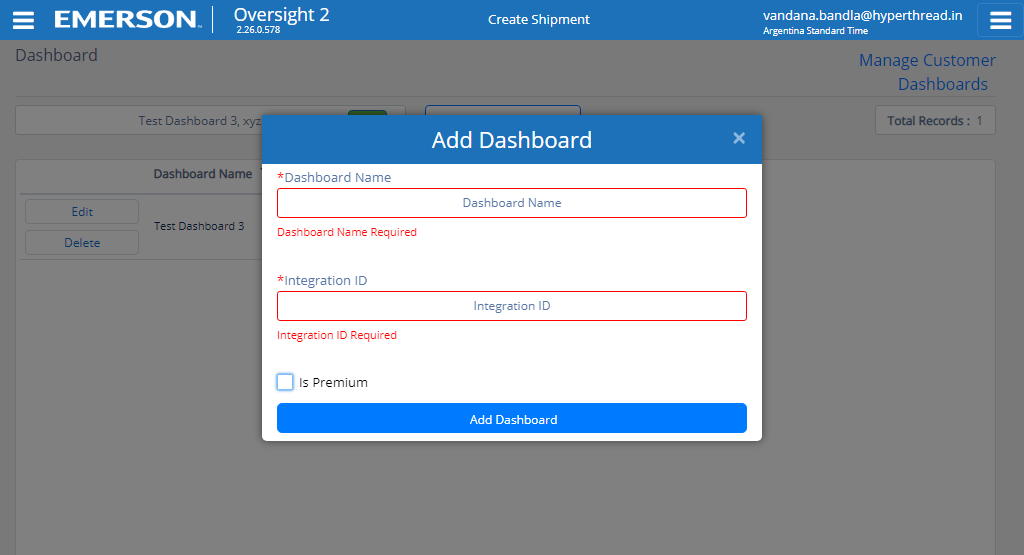 EMERSON
Oversight 2
2.26.0.578
Create Shipment
vandana.bandla@hyperthread.in
Argentina Standard Time
Dashboard
Manage Customer
Dashboards
Test Dashboard 3, xyz
Total Records : 1
Add Dashboard
×
Dashboard Name
*Dashboard Name
Dashboard Name
Edit
Test Dashboard 3
Dashboard Name Required
Delete
*Integration ID
Integration ID
Integration ID Required
Is Premium
Add Dashboard